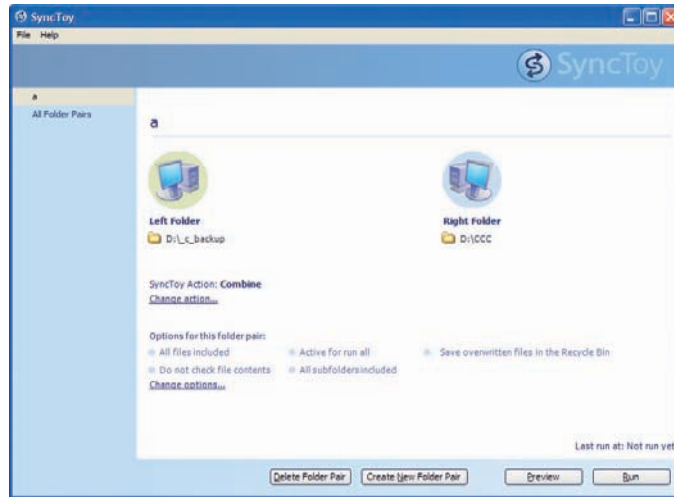 SyncToy
File Help
SyncToy
a
All Folder Pairs
a
Left Folder
D:\_c_backup
Right Folder
D:\CCC
SyncToy Action: Combine
Change action...
Options for this folder pair:
All files included
Active for run all
Save overwritten files in the Recycle Bin
Do not check file contents
All subfolders included
Change options...
Last run at: Not run yet
Delete Folder Pair
Create New Folder Pair
Preview
Run